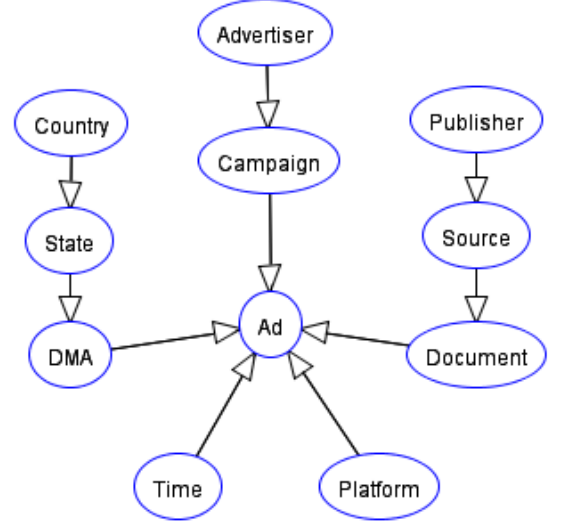 Advertiser
Country
Publisher
Campaign
State
Source
Ad
DMA
Document
Time
Platform